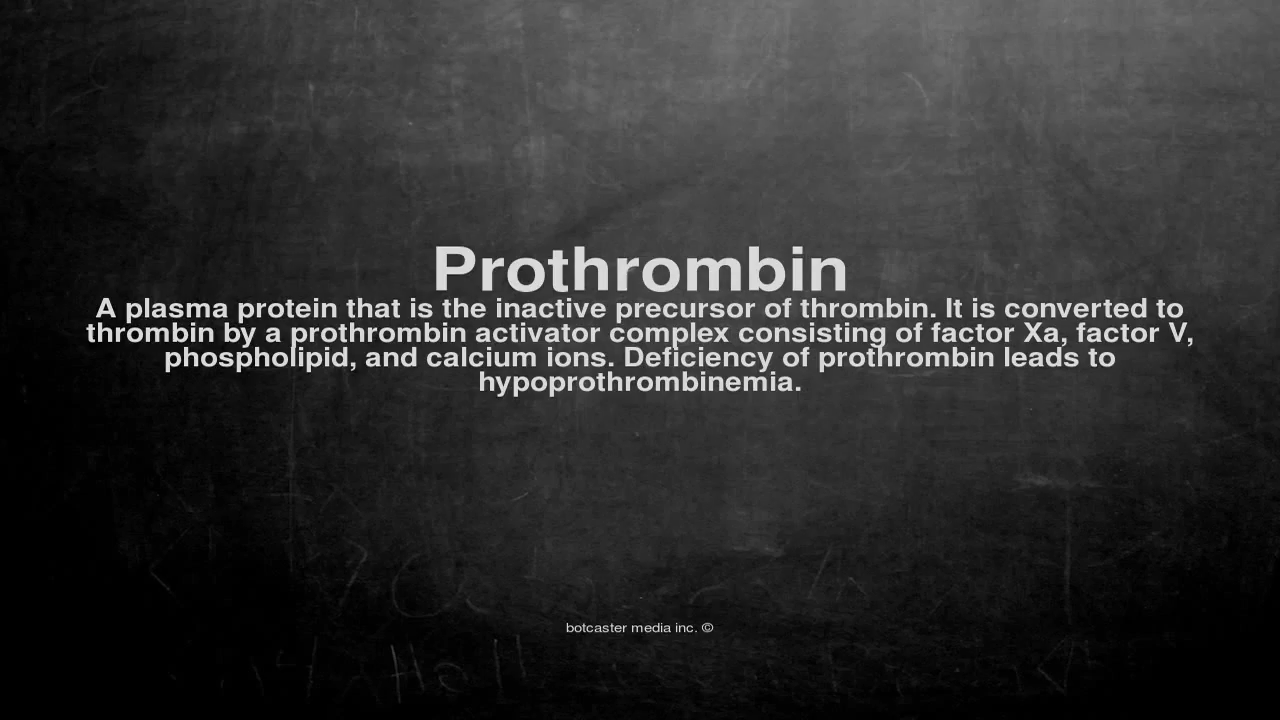 Prothrombin
A plasma protein that is the inactive precursor of thrombin. It is converted to
thrombin by a prothrombin activator complex consisting of factor Xa, factor V,
phospholipid, and calcium ions. Deficiency of prothrombin leads to
hypoprothrombinemia.
botcaster media inc. ©